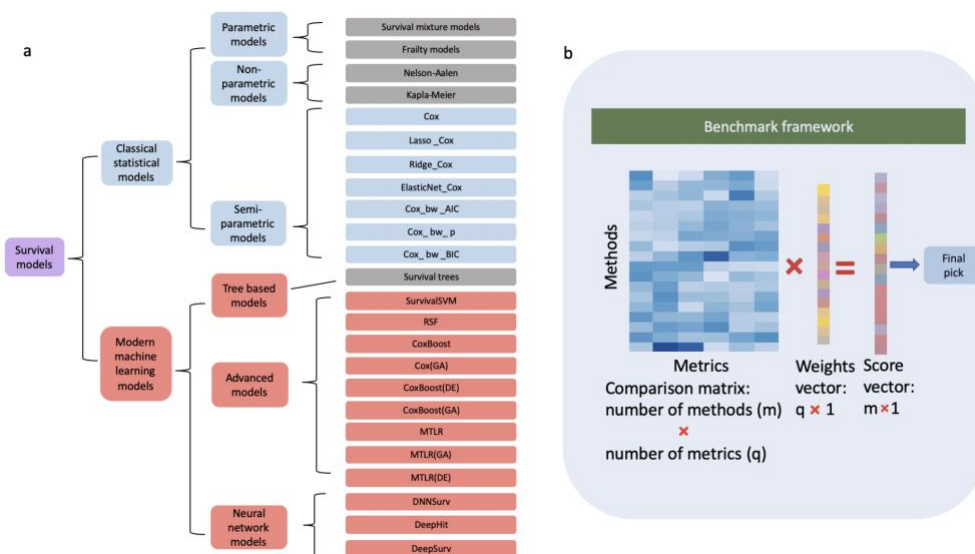 a
Survival
models
Classical
statistical
models
Modern
machine
learning
models
Parametric
models
Non-
parametric
models
Semi-
parametric
models
Tree based
models
Advanced
models
Neural
network
models
Survival mixture models
Frailty models
Nelson-Aalen
Kapla-Meier
Cox
Lasso _Cox
Ridge_Cox
ElasticNet_Cox
Cox_bw _AIC
Cox_ bw_ p
Cox_ bw _BIC
Survival trees
SurvivalSVM
RSF
CoxBoost
Cox(GA)
CoxBoost(DE)
CoxBoost(GA)
MTLR
MTLR(GA)
MTLR(DE)
DNNSurv
DeepHit
DeepSurv
b
Benchmark framework
Methods
×
=
Final
pick
Metrics
Comparison matrix:
number of methods (m)
×
number of metrics (q)
Weights
vector:
q × 1
Score
vector:
m×1